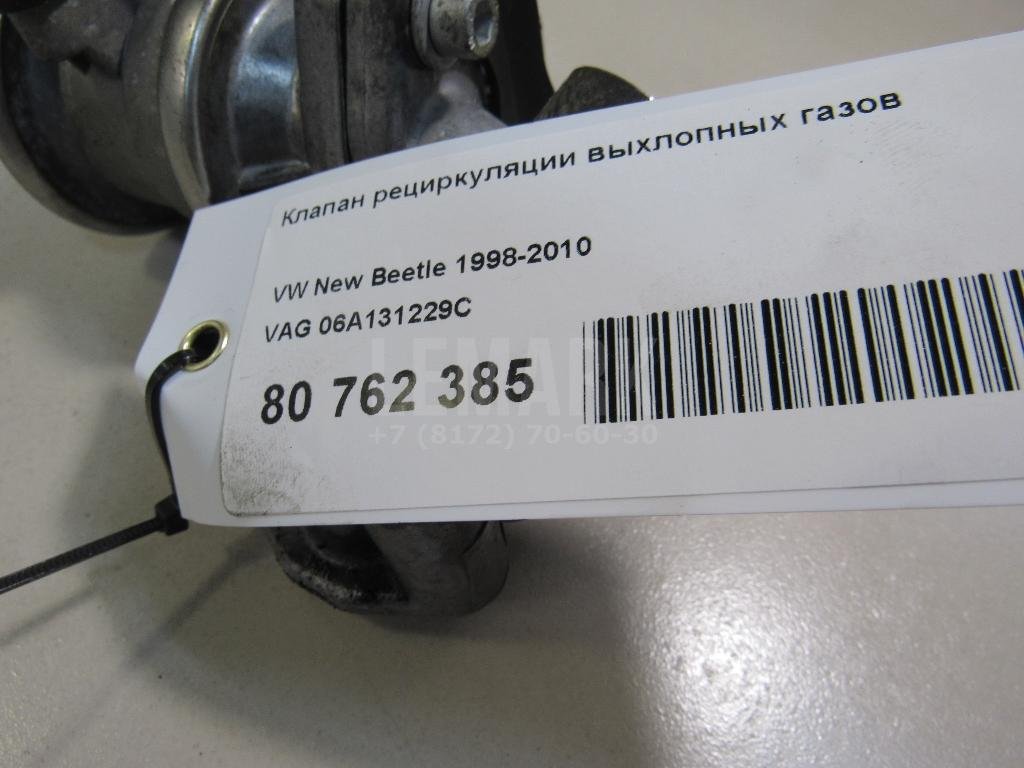 Клапан рециркуляции выхлопных газов
VW New Beetle 1998-2010
VAG 06A131229C
80 762 385
LEMARK
+7 (8172) 70-60-30